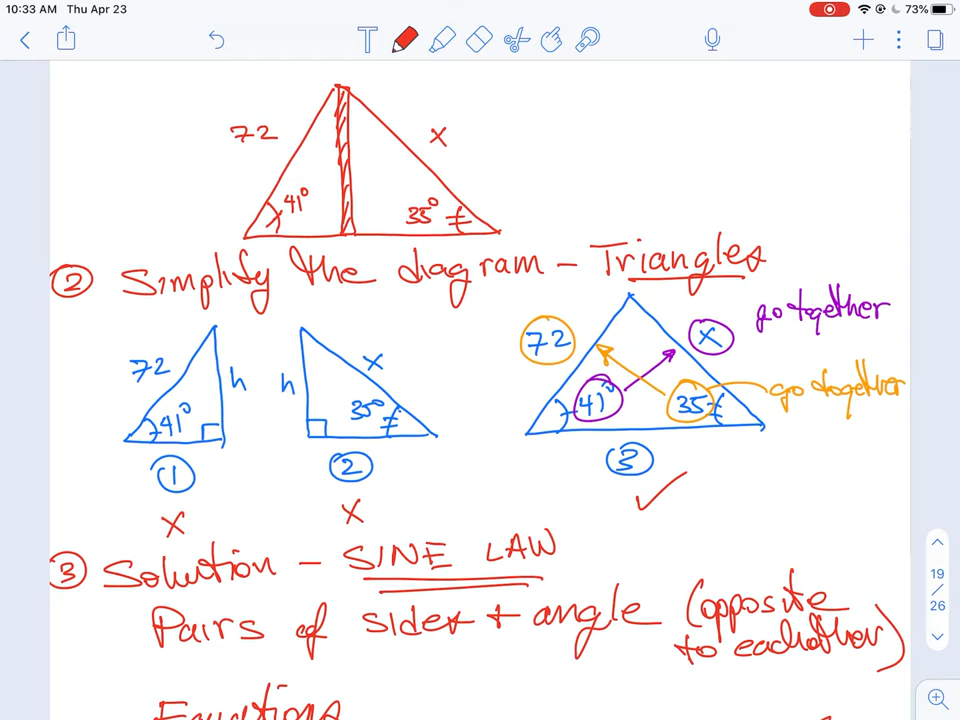 10:33 AM Thu Apr 23
73%
T
72
x
41°
35°
② Simplify the diagram – Triangles
go together
72
h
h
x
72
x
41°
35°
41°
35
go together
①
②
③
x
x
③ Solution – SINE LAW
Pairs of sides + angle (opposite
to eachother)
19
/
26
Equations